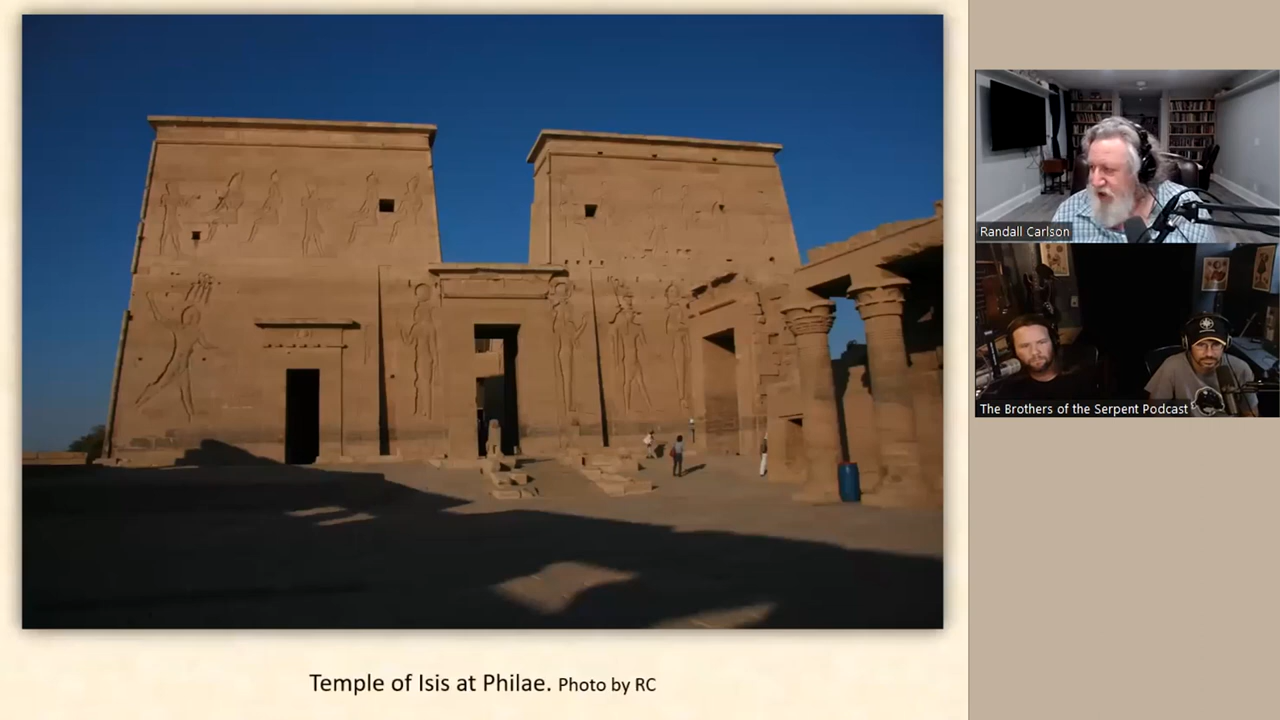 Randall Carlson
The Brothers of the Serpent Podcast
Temple of Isis at Philae. Photo by RC